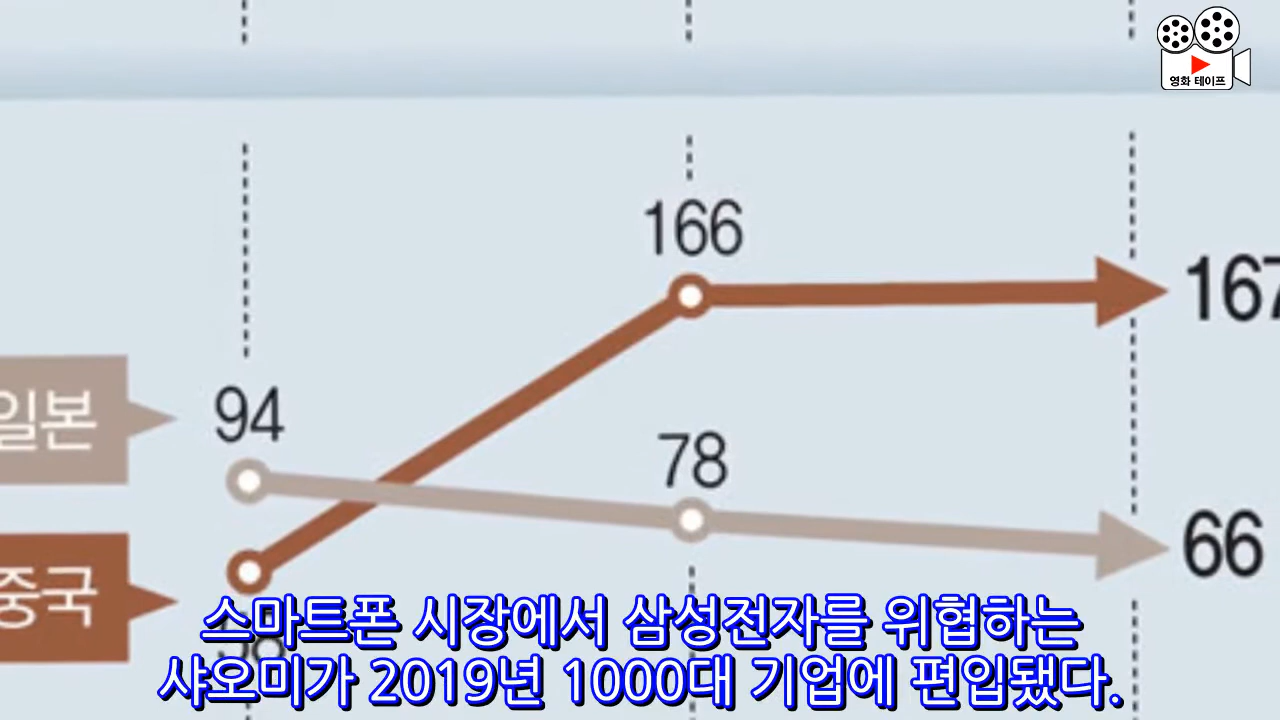 영화 테이프
166
167
94
일본
78
66
중국
스마트폰 시장에서 삼성전자를 위협하는
샤오미가 2019년 1000대 기업에 편입됐다.